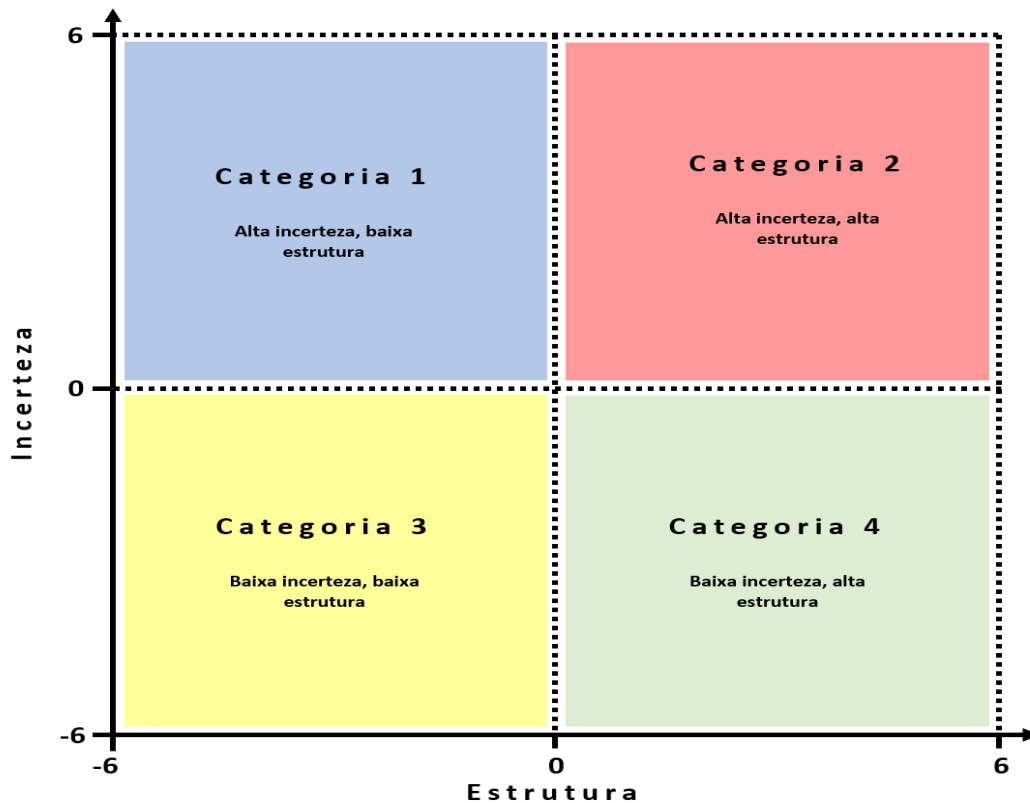 6
Categoria 1
Alta incerteza, baixa
estrutura
Categoria 2
Alta incerteza, alta
estrutura
Incerteza
0
Categoria 3
Baixa incerteza, baixa
estrutura
Categoria 4
Baixa incerteza, alta
estrutura
-6
-6
0
6
Estrutura